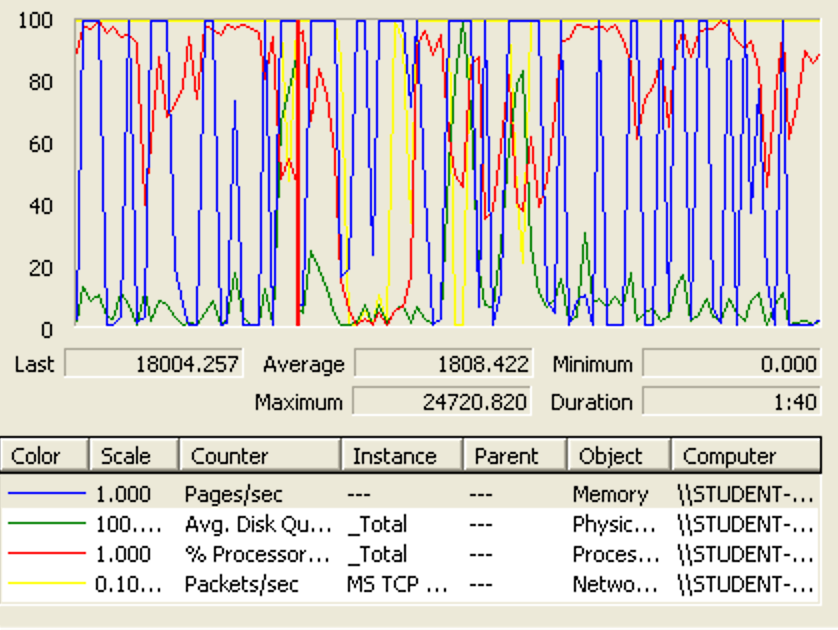 100
80
60
40
20
0
Last 18004.257 Average 1808.422 Minimum 0.000
Maximum 24720.820 Duration 1:40
Color Scale Counter Instance Parent Object Computer
1.000 Pages/sec --- --- Memory \\STUDENT-...
100.... Avg. Disk Qu... _Total --- Physic... \\STUDENT-...
1.000 % Processor... _Total --- Proces... \\STUDENT-...
0.10... Packets/sec MS TCP ... --- Netwo... \\STUDENT-...